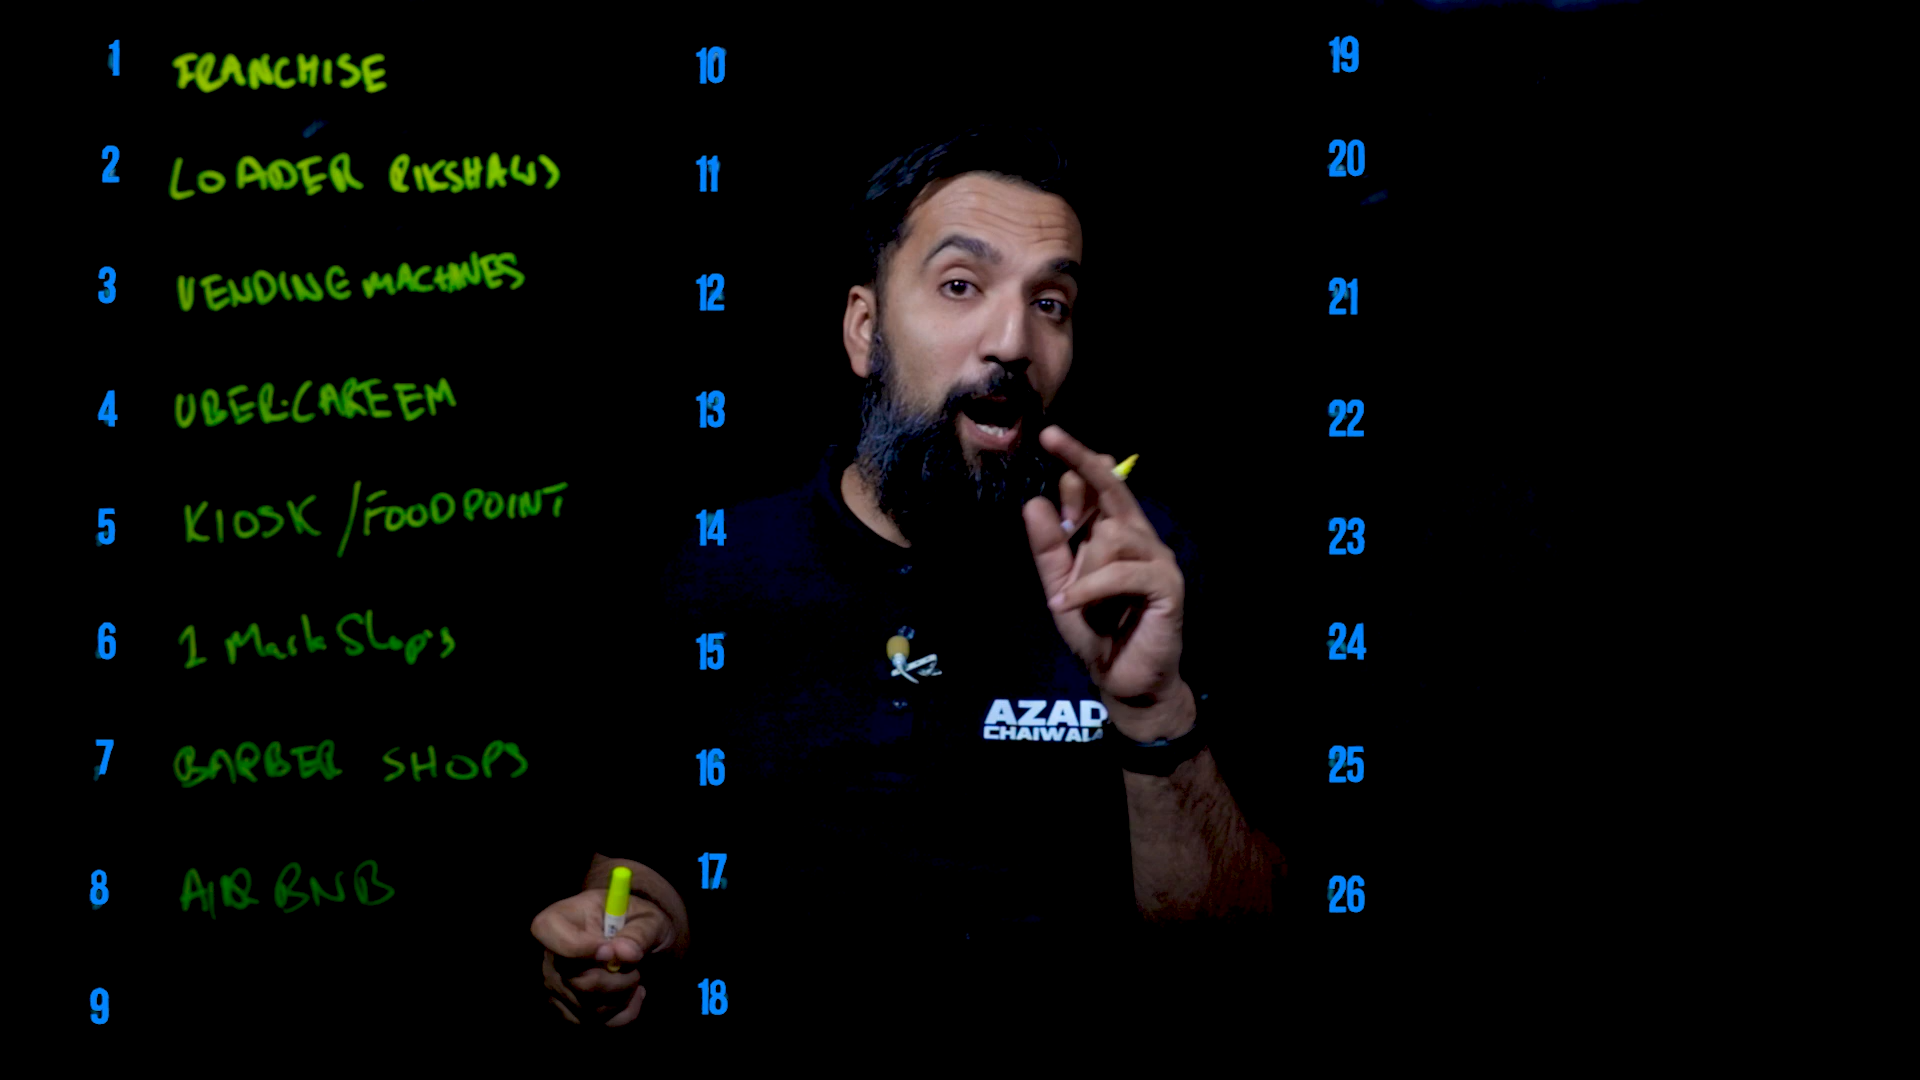 1 FRANCHISE
2 LOADER RIKSHAWS
3 VENDING MACHINES
4 UBER.CAREEM
5 KIOSK / FOOD POINT
6 1 Mark Shops
7 BARBER SHOPS
8 AIR BNB
9
10
11
12
13
14
15
16
17
18
AZAD
CHAIWALA
19
20
21
22
23
24
25
26